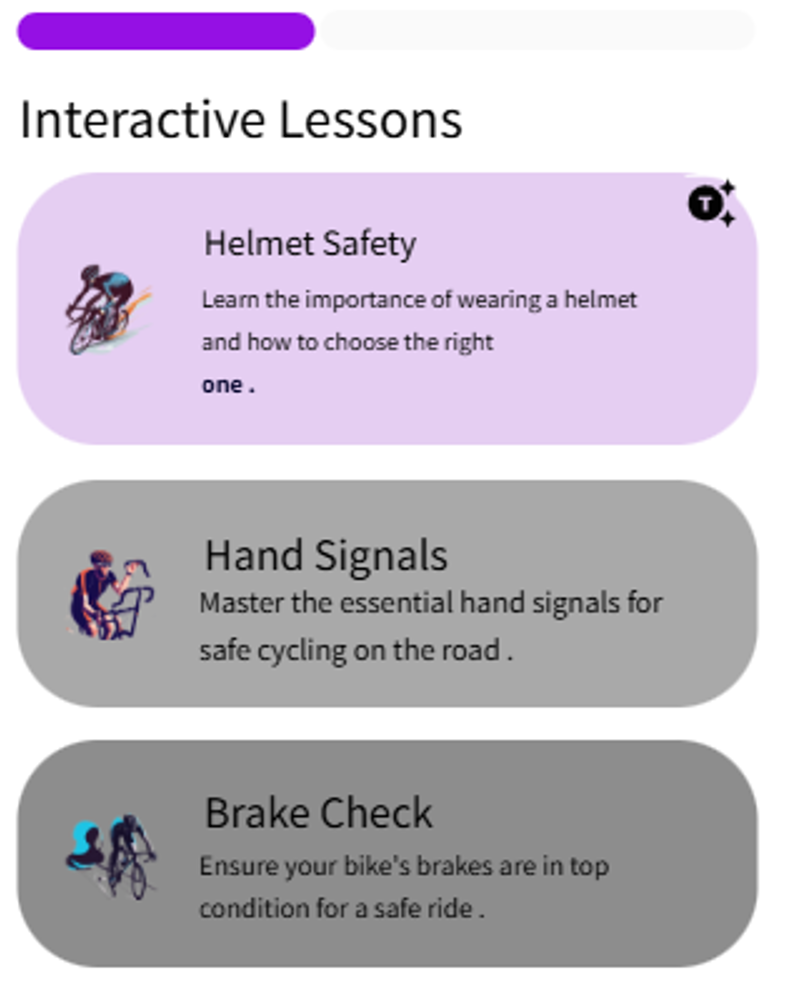 Interactive Lessons
T
Helmet Safety
Learn the importance of wearing a helmet
and how to choose the right
one .
Hand Signals
Master the essential hand signals for
safe cycling on the road .
Brake Check
Ensure your bike's brakes are in top
condition for a safe ride .